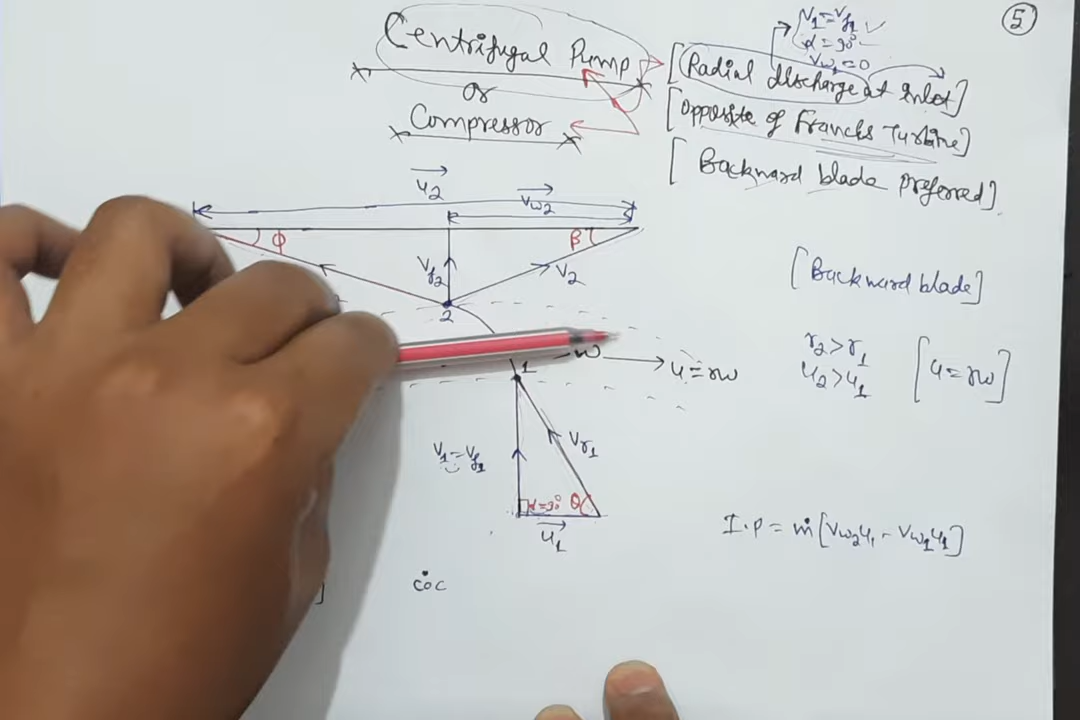 5
Centrifugal Pump
or
Compressor
V1=Vf1 ✓
α=90°
Vw1=0
[Radial discharge at Inlet]
[Opposite of Francis Turbine]
[Backward blade preferred]
u2
Vw2
φ
β
Vf2
V2
2
[Backward blade]
r2>r1
u2>u1
[u=rω]
1
ω
u=rω
V1=Vf1
Vr1
α=90°
θ
u1
I.P = ṁ[Vw2u1 - Vw1u1]